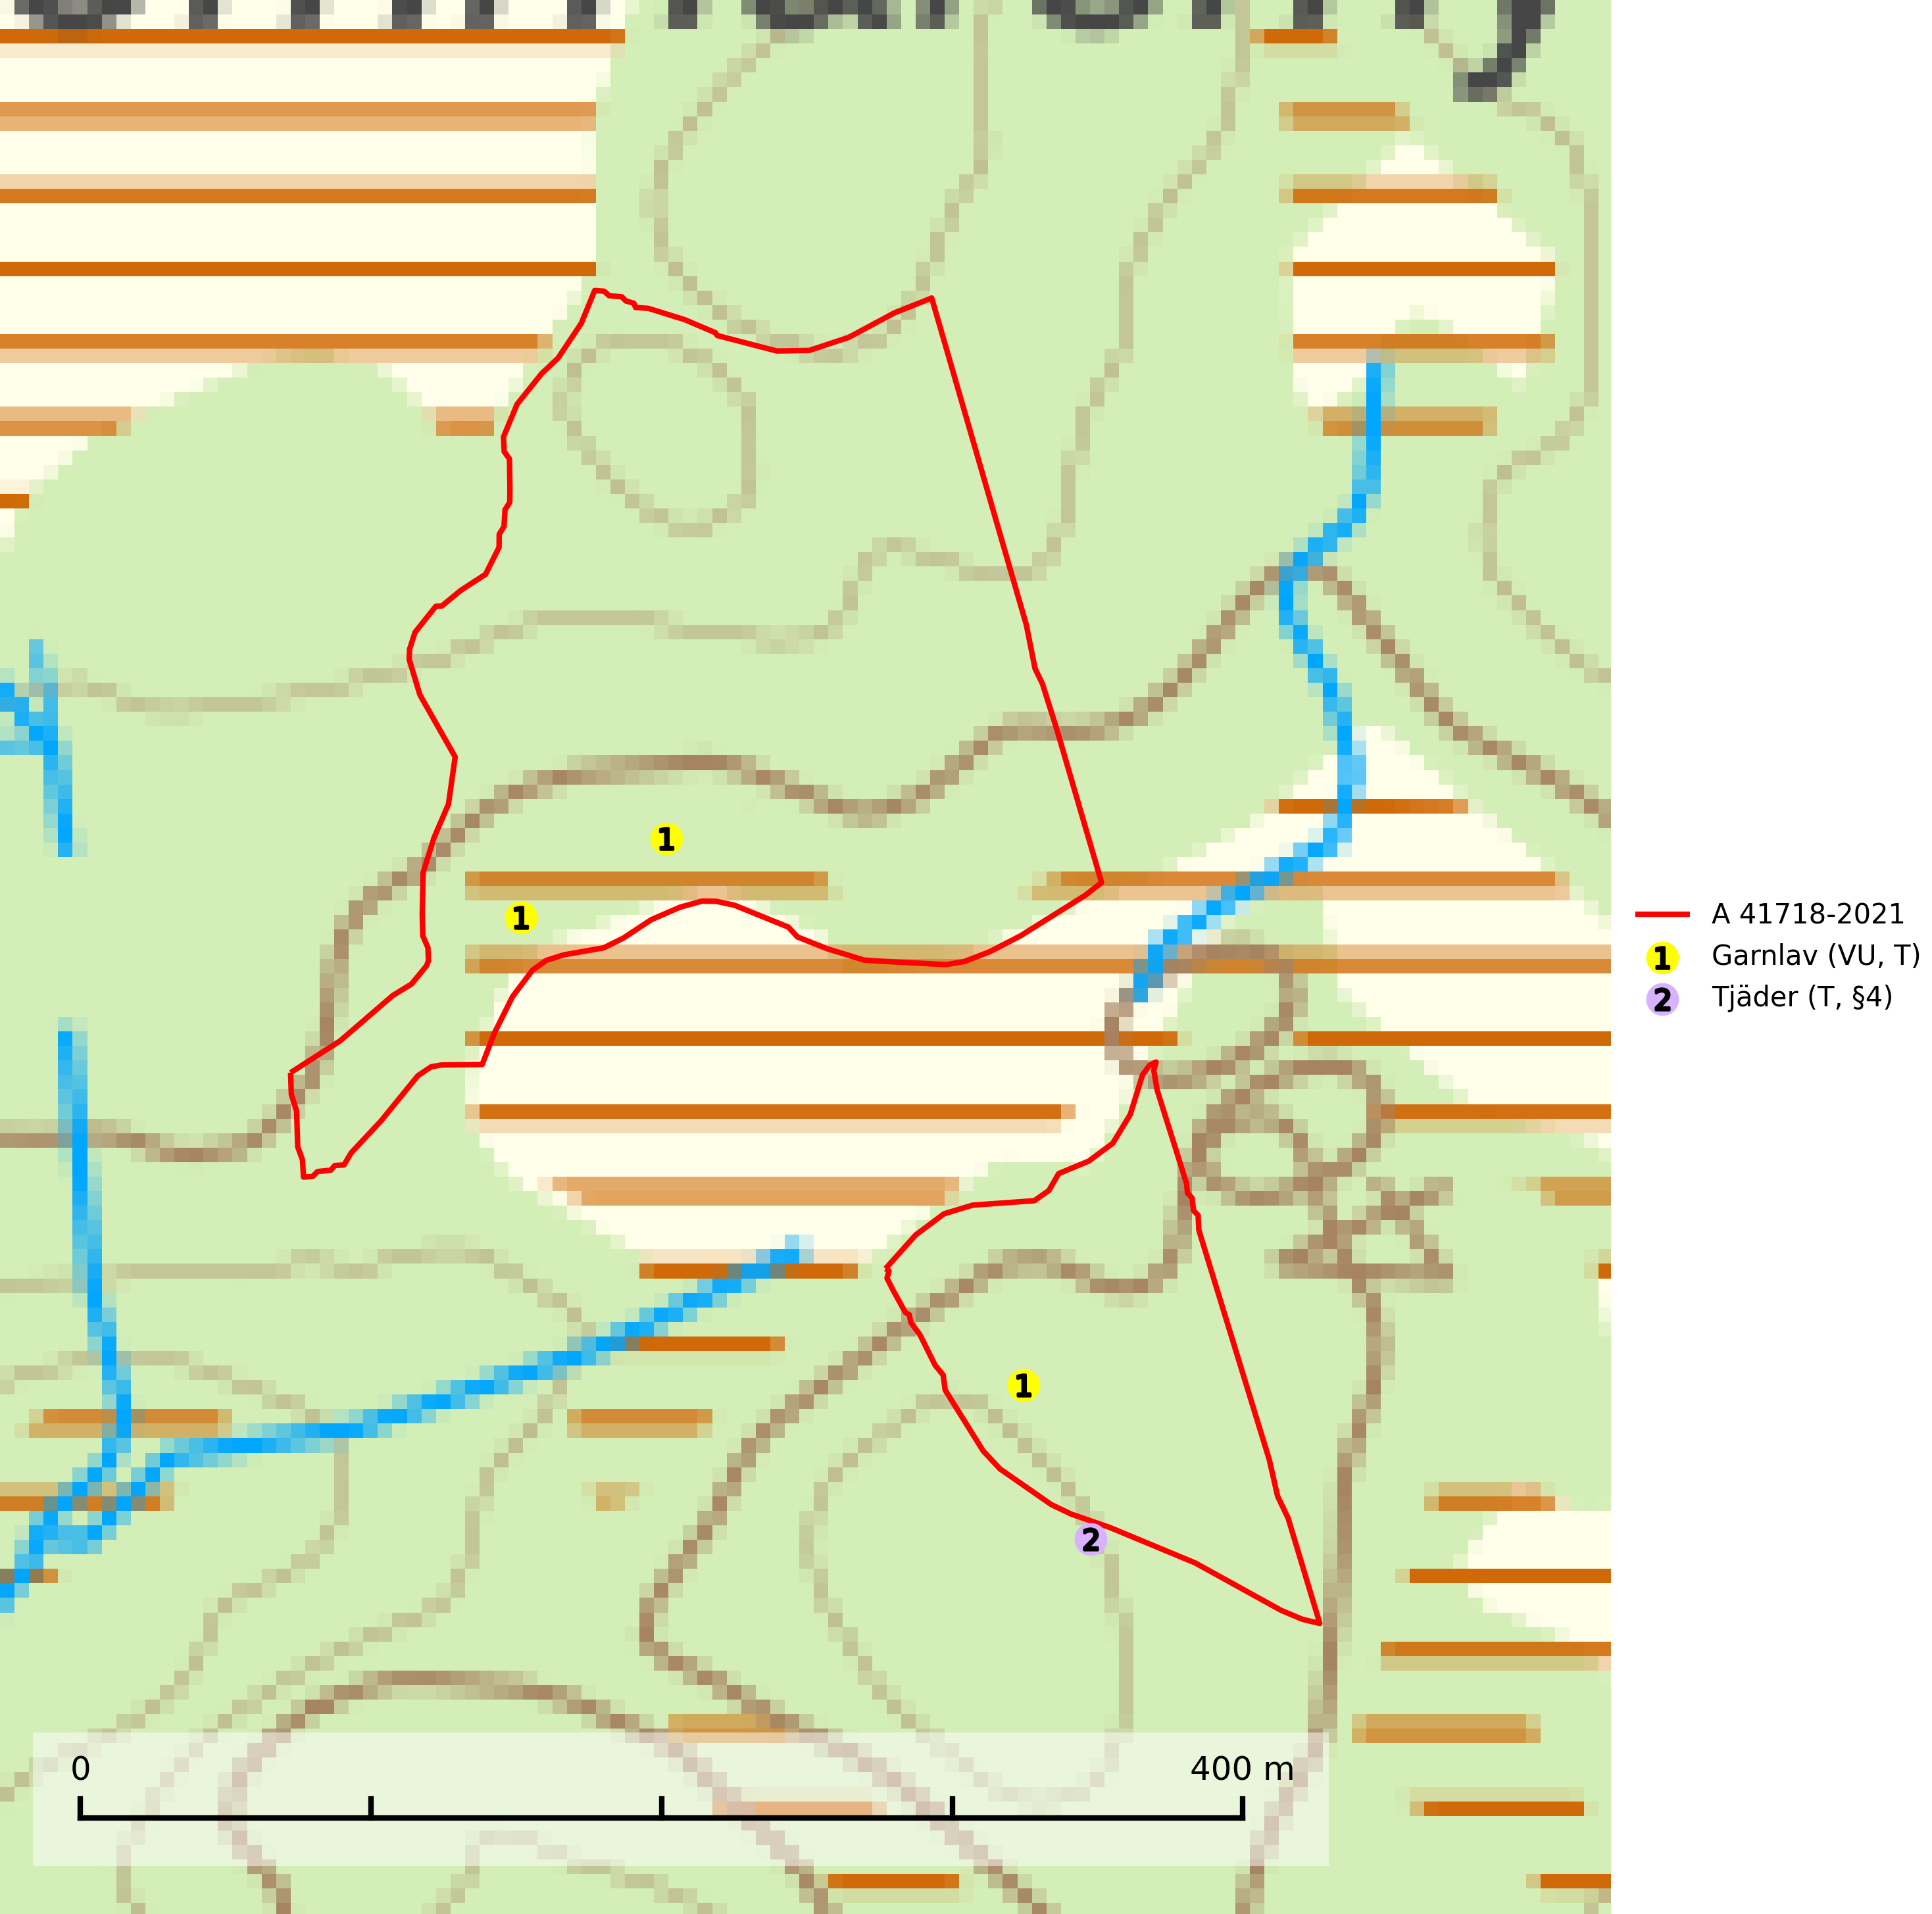 1
1
A 41718-2021
1 Garnlav (VU, T)
2 Tjäder (T, §4)
1
2
0 400 m